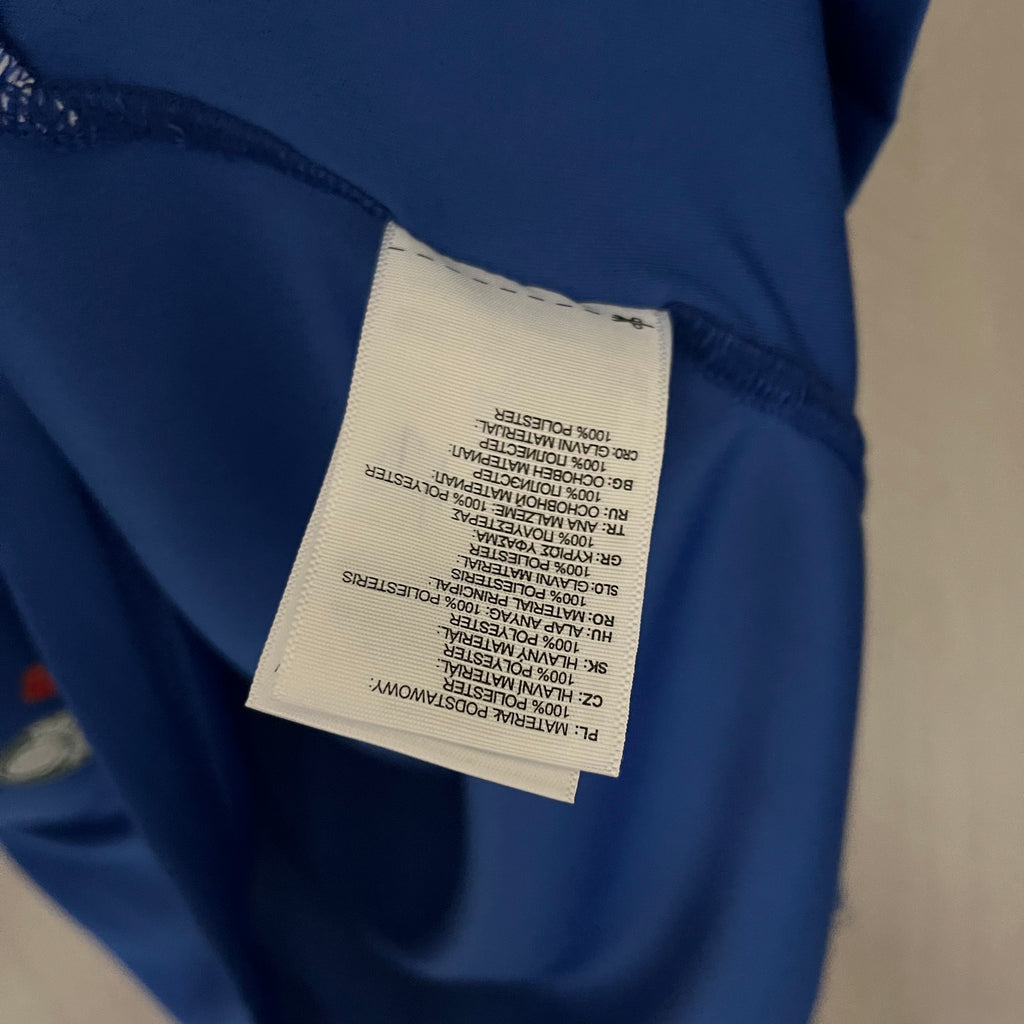 PL: MATERIAŁ PODSTAWOWY:
100% POLIESTER
CZ: HLAVNÍ MATERIÁL:
100% POLYESTER
SK: HLAVNÝ MATERIÁL:
100% POLYESTER
HU: ALAP ANYAG: 100% POLYESTER
RO: MATERIAL PRINCIPAL:
100% POLIESTERIS
SLO: GLAVNI MATERIAL:
100% POLIESTER
GR: ΚΥΡΙΩΣ ΥΦΑΣΜΑ:
100% ΠΟΛΥΕΣΤΕΡΑΣ
TR: ANA MALZEME: 100% POLYESTER
RU: ОСНОВНОЙ МАТЕРИАЛ:
100% ПОЛИЭСТЕР
BG: ОСНОВЕН МАТЕРИАЛ:
100% ПОЛИЕСТЕР
CRO: GLAVNI MATERIJAL:
100% POLIESTER